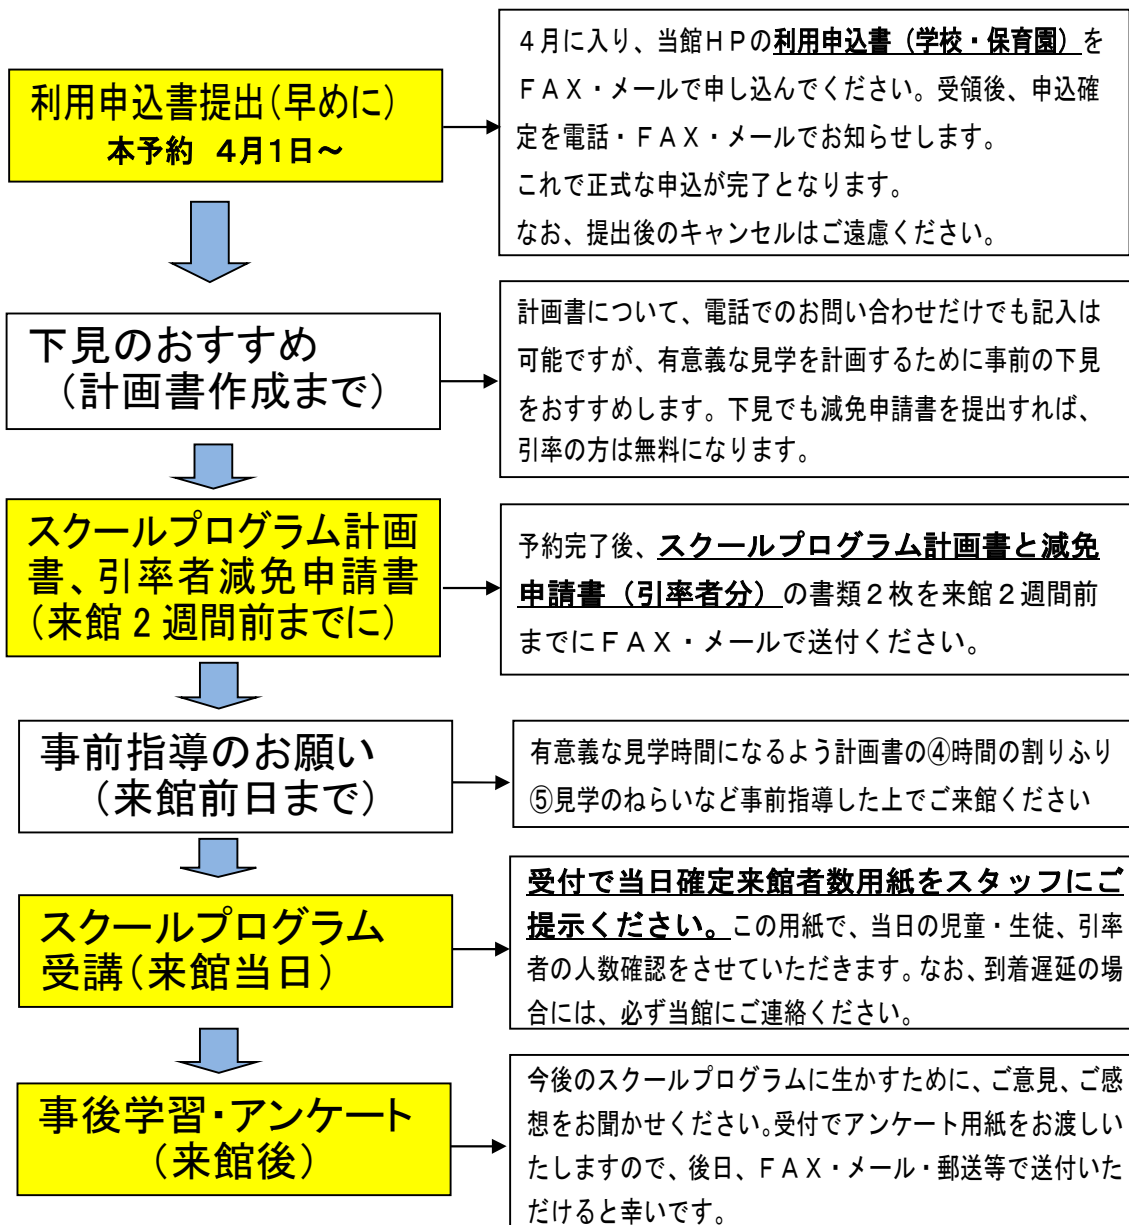 利用申込書提出(早めに)
本予約 4月1日～
4月に入り、当館HPの利用申込書(学校・保育園)を
FAX・メールで申し込んでください。受領後、申込確
定を電話・FAX・メールでお知らせします。
これで正式な申込が完了となります。
なお、提出後のキャンセルはご遠慮ください。
下見のおすすめ
(計画書作成まで)
計画書について、電話でのお問い合わせだけでも記入は
可能ですが、有意義な見学を計画するために事前の下見
をおすすめします。下見でも減免申請書を提出すれば、
引率の方は無料になります。
スクールプログラム計画
書、引率者減免申請書
(来館2週間前までに)
予約完了後、スクールプログラム計画書と減免
申請書(引率者分)の書類2枚を来館2週間前
までにFAX・メールで送付ください。
事前指導のお願い
(来館前日まで)
有意義な見学時間になるよう計画書の④時間の割りふり
⑤見学のねらいなど事前指導した上でご来館ください
スクールプログラム
受講(来館当日)
受付で当日確定来館者数用紙をスタッフにご
提示ください。この用紙で、当日の児童・生徒、引率
者の人数確認をさせていただきます。なお、到着遅延の場
合には、必ず当館にご連絡ください。
事後学習・アンケート
(来館後)
今後のスクールプログラムに生かすために、ご意見、ご感
想をお聞かせください。受付でアンケート用紙をお渡しい
たしますので、後日、FAX・メール・郵送等で送付いた
だけると幸いです。